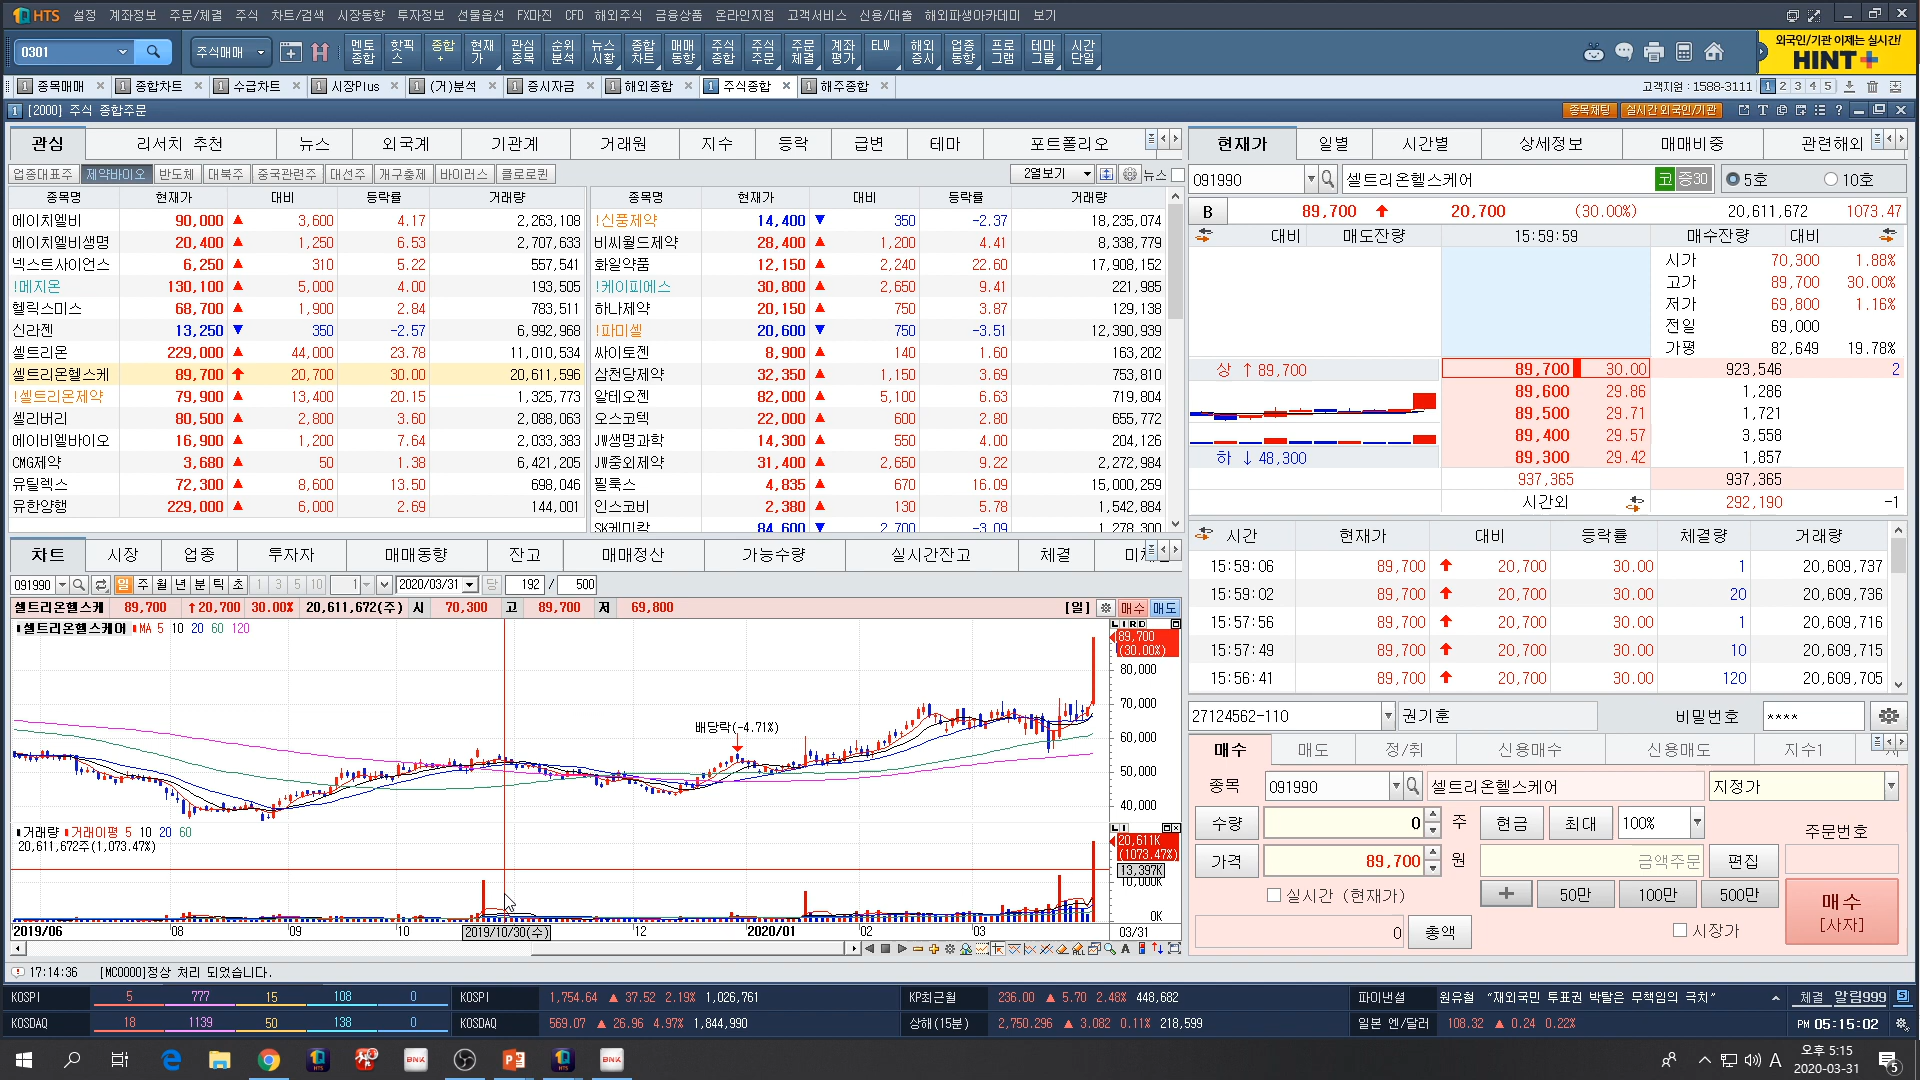 HTS 설정 계좌정보 주문/체결 주식 차트/검색 시장동향 투자정보 선물옵션 FX마진 CFD 해외주식 금융상품 온라인지점 고객서비스 신용/대출 해외파생아카데미 보기
0301 주식매매 멘토종합 핫픽스 종합+ 현재가 관심종목 순위분석 뉴스시황 종합차트 매매동향 주식종합 주식주문 주문체결 계좌평가 ELW 해외증시 업종동향 프로그램 테마그룹 시간단일
외국인/기관 이제는 실시간!
HINT+
1 종목매매 1 종합차트 1 수급차트 1 시장Plus 1 (거)분석 1 증시자금 1 해외종합 1 주식종합 1 해주종합 고객지원 : 1588-3111 1 2 3 4 5
1 [2000] 주식 종합주문 종목채팅 실시간 외국인/기관
관심 리서치 추천 뉴스 외국계 기관계 거래원 지수 등락 급변 테마 포트폴리오
업종대표주 제약바이오 반도체 대북주 중국관련주 대선주 개구충제 바이러스 클로로퀸 2열보기 뉴스
종목명 현재가 대비 등락률 거래량 종목명 현재가 대비 등락률 거래량
에이치엘비 90,000 ▲ 3,600 4.17 2,263,108 !신풍제약 14,400 ▼ 350 -2.37 18,235,074
에이치엘비생명 20,400 ▲ 1,250 6.53 2,707,633 비씨월드제약 28,400 ▲ 1,200 4.41 8,338,779
넥스트사이언스 6,250 ▲ 310 5.22 557,541 화일약품 12,150 ▲ 2,240 22.60 17,908,152
!메지온 130,100 ▲ 5,000 4.00 193,505 !케이피에스 30,800 ▲ 2,650 9.41 221,985
헬릭스미스 68,700 ▲ 1,900 2.84 783,511 하나제약 20,150 ▲ 750 3.87 129,138
신라젠 13,250 ▼ 350 -2.57 6,992,968 !파미셀 20,600 ▼ 750 -3.51 12,390,939
셀트리온 229,000 ▲ 44,000 23.78 11,010,534 싸이토젠 8,900 ▲ 140 1.60 163,202
셀트리온헬스케 89,700 ↑ 20,700 30.00 20,611,596 삼천당제약 32,350 ▲ 1,150 3.69 753,810
!셀트리온제약 79,900 ▲ 13,400 20.15 1,325,773 알테오젠 82,000 ▲ 5,100 6.63 719,804
셀리버리 80,500 ▲ 2,800 3.60 2,088,063 오스코텍 22,000 ▲ 600 2.80 655,772
에이비엘바이오 16,900 ▲ 1,200 7.64 2,033,383 JW생명과학 14,300 ▲ 550 4.00 204,126
CMG제약 3,680 ▲ 50 1.38 6,421,205 JW중외제약 31,400 ▲ 2,650 9.22 2,272,984
유틸렉스 72,300 ▲ 8,600 13.50 698,046 필룩스 4,835 ▲ 670 16.09 15,000,259
유한양행 229,000 ▲ 6,000 2.69 144,001 인스코비 2,380 ▲ 130 5.78 1,542,884
SK케미칼 84,600 ▼ 2,700 -3.09 1,278,300
현재가 일별 시간별 상세정보 매매비중 관련해외
091990 셀트리온헬스케어 코 증30 5호 10호
B 89,700 ↑ 20,700 (30.00%) 20,611,672 1073.47
대비 매도잔량 15:59:59 매수잔량 대비
시가 70,300 1.88%
고가 89,700 30.00%
저가 69,800 1.16%
전일 69,000
가평 82,649 19.78%
상 ↑ 89,700 89,700 30.00 923,546 2
89,600 29.86 1,286
89,500 29.71 1,721
89,400 29.57 3,558
하 ↓ 48,300 89,300 29.42 1,857
937,365 937,365
시간외 292,190 -1
시간 현재가 대비 등락률 체결량 거래량
15:59:06 89,700 ↑ 20,700 30.00 1 20,609,737
15:59:02 89,700 ↑ 20,700 30.00 20 20,609,736
15:57:56 89,700 ↑ 20,700 30.00 1 20,609,716
15:57:49 89,700 ↑ 20,700 30.00 10 20,609,715
15:56:41 89,700 ↑ 20,700 30.00 120 20,609,705
차트 시장 업종 투자자 매매동향 잔고 매매정산 가능수량 실시간잔고 체결
091990 일 주 월 년 분 틱 초 1 3 5 10 1 2020/03/31 당 192 / 500
셀트리온헬스케 89,700 ↑20,700 30.00% 20,611,672(주) 시 70,300 고 89,700 저 69,800 [일] 매수 매도
셀트리온헬스케어 MA 5 10 20 60 120
89,700
(30.00%)
80,000
70,000
배당락(-4.71%)
60,000
50,000
40,000
거래량 거래이평 5 10 20 60
20,611,672주(1,073.47%)
20,611K
(1073.47%)
13,397K
10,000K
0K
2019/06 08 09 10 2019/10/30(수) 12 2020/01 02 03 03/31
27124562-110 권기훈 비밀번호 ****
매수 매도 정/취 신용매수 신용매도 지수1
종목 091990 셀트리온헬스케어 지정가
수량 0 주 현금 최대 100% 주문번호
가격 89,700 원 금액주문 편집
실시간 (현재가) + 50만 100만 500만 매수
[사자]
0 총액 시장가
17:14:36 [MC0000]정상 처리 되었습니다.
KOSPI 5 777 15 108 0 KOSPI 1,754.64 ▲ 37.52 2.19% 1,026,761 KP최근월 236.00 ▲ 5.70 2.48% 448,682 파이낸셜 원유철 "재외국민 투표권 박탈은 무책임의 극치" 체결 알림999
KOSDAQ 18 1139 50 138 0 KOSDAQ 569.07 ▲ 26.96 4.97% 1,844,990 상해(15분) 2,750.296 ▲ 3.082 0.11% 218,599 일본 엔/달러 108.32 ▲ 0.24 0.22% PM 05:15:02
BNK BNK A 오후 5:15
2020-03-31 5